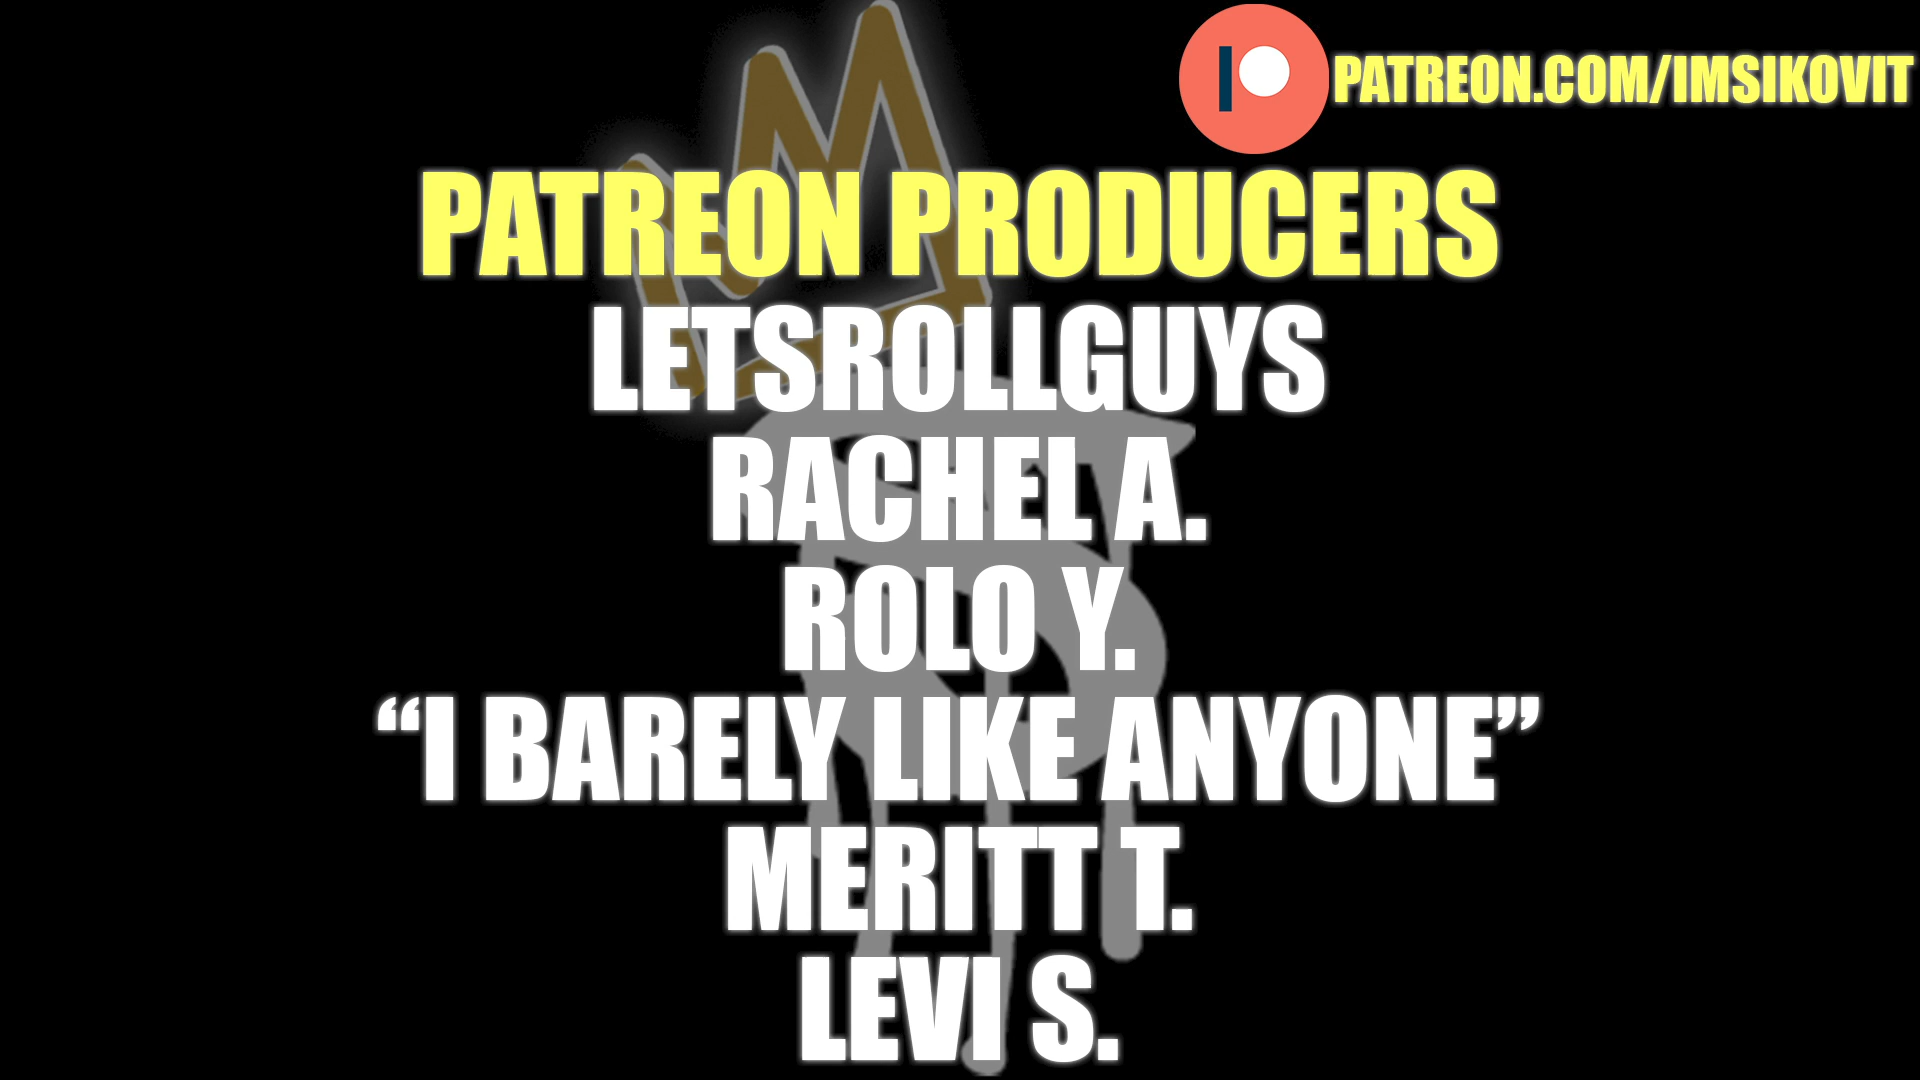 PATREON.COM/IMSIKOVIT
PATREON PRODUCERS
LETSROLLGUYS
RACHEL A.
ROLO Y.
“I BARELY LIKE ANYONE”
MERITT T.
LEVI S.